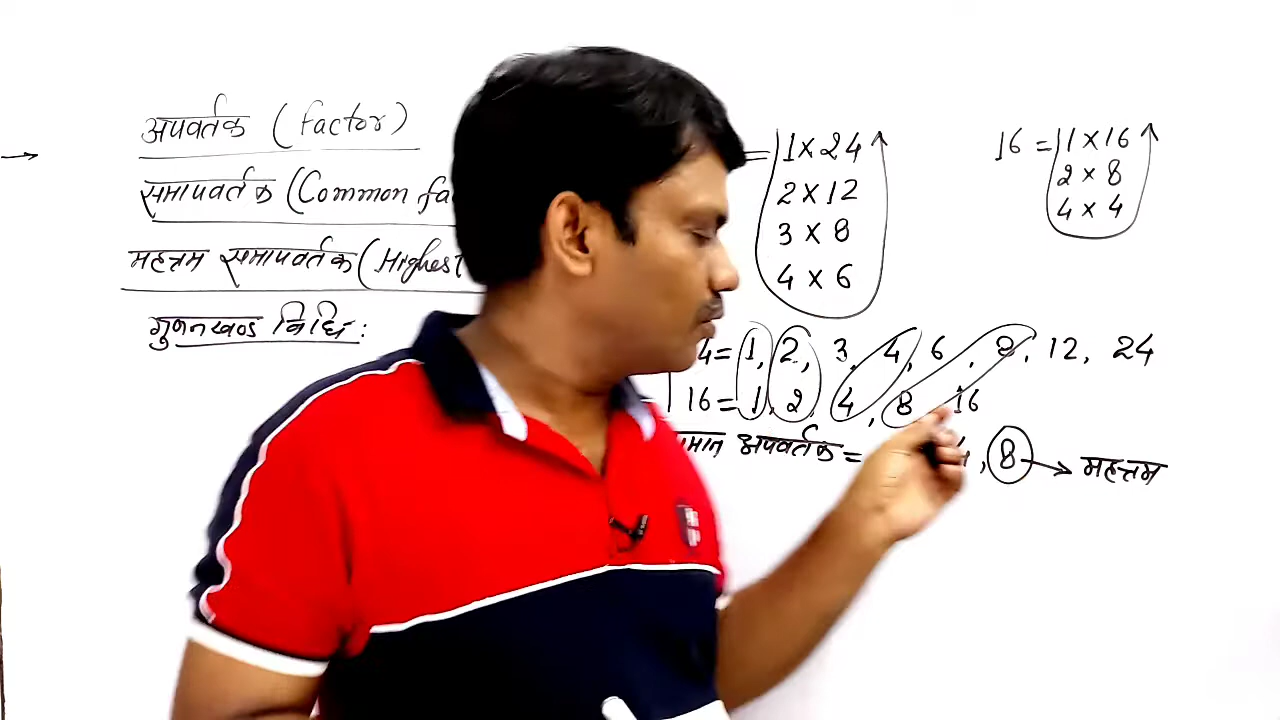 अपवर्तक (factor)
समापवर्तक (Common fa
महत्तम समापवर्तक (Highest
गुणनखण्ड विधि:
= 1 x 24
2 x 12
3 x 8
4 x 6
16 = 1 x 16
2 x 8
4 x 4
4 = 1, 2, 3, 4, 6, 8, 12, 24
16 = 1, 2, 4, 8 16
मान अपवर्तक = 4, 8 → महत्तम